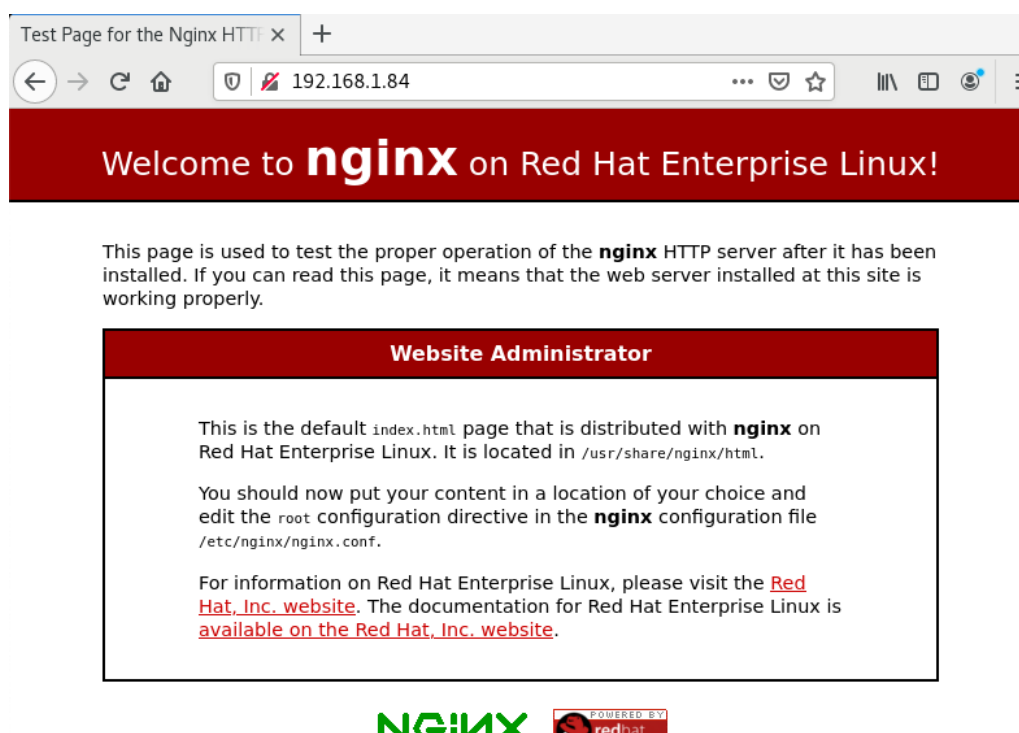 Test Page for the Nginx HTT
192.168.1.84
Welcome to nginx on Red Hat Enterprise Linux!
This page is used to test the proper operation of the nginx HTTP server after it has been
installed. If you can read this page, it means that the web server installed at this site is
working properly.
Website Administrator
This is the default index.html page that is distributed with nginx on
Red Hat Enterprise Linux. It is located in /usr/share/nginx/html.
You should now put your content in a location of your choice and
edit the root configuration directive in the nginx configuration file
/etc/nginx/nginx.conf.
For information on Red Hat Enterprise Linux, please visit the Red
Hat, Inc. website. The documentation for Red Hat Enterprise Linux is
available on the Red Hat, Inc. website.
NGINX
POWERED BY
redhat